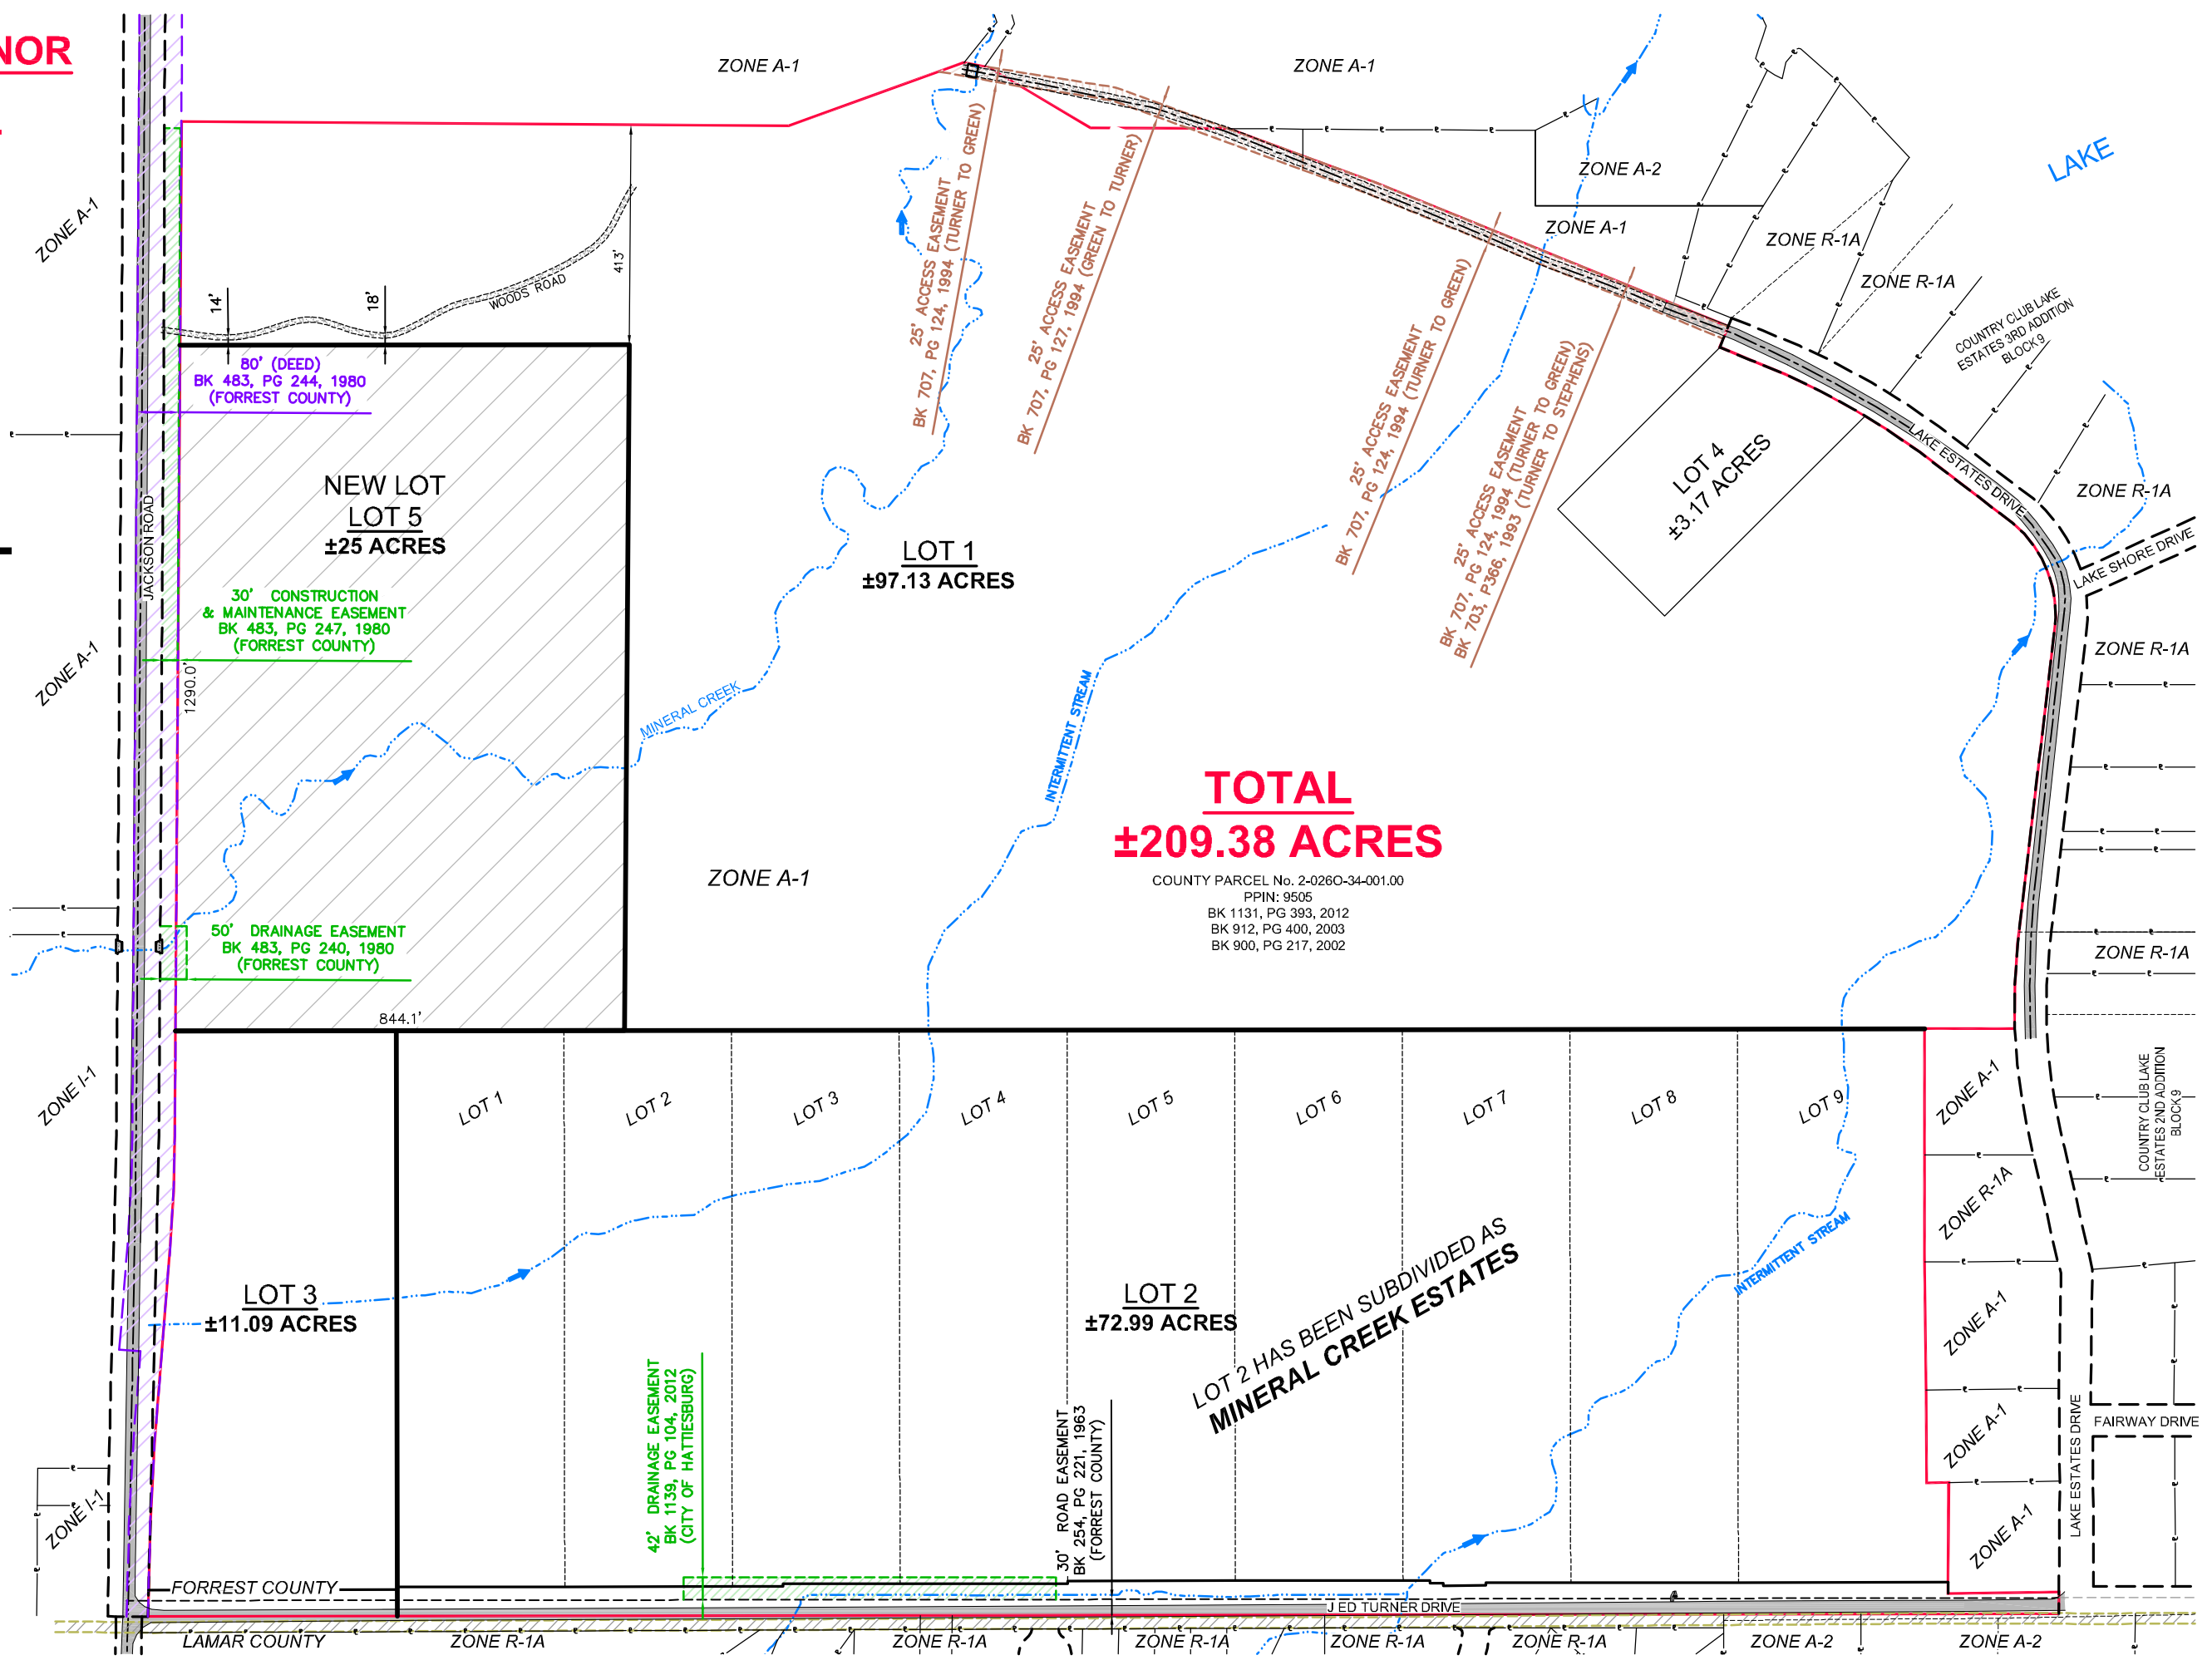 NOR
ZONE A-1
ZONE A-1
LAKE
ZONE A-2
ZONE A-1
ZONE R-1A
ZONE R-1A
COUNTRY CLUB LAKE
ESTATES 3RD ADDITION
BLOCK 9
ZONE A-1
14'
18'
WOODS ROAD
413'
25' ACCESS EASEMENT
BK 707, PG 124, 1994 (TURNER TO GREEN)
25' ACCESS EASEMENT
BK 707, PG 127, 1994 (GREEN TO TURNER)
25' ACCESS EASEMENT
BK 707, PG 124, 1994 (TURNER TO GREEN)
25' ACCESS EASEMENT
BK 707, PG 124, 1994 (TURNER TO GREEN)
BK 703, P366, 1993 (TURNER TO STEPHENS)
80' (DEED)
BK 483, PG 244, 1980
(FORREST COUNTY)
NEW LOT
LOT 5
±25 ACRES
JACKSON ROAD
LOT 1
±97.13 ACRES
LOT 4
±3.17 ACRES
LAKE ESTATES DRIVE
ZONE R-1A
LAKE SHORE DRIVE
30' CONSTRUCTION
& MAINTENANCE EASEMENT
BK 483, PG 247, 1980
(FORREST COUNTY)
ZONE A-1
1290.0'
MINERAL CREEK
INTERMITTENT STREAM
ZONE R-1A
TOTAL
±209.38 ACRES
COUNTY PARCEL No. 2-026O-34-001.00
PPIN: 9505
BK 1131, PG 393, 2012
BK 912, PG 400, 2003
BK 900, PG 217, 2002
ZONE A-1
50' DRAINAGE EASEMENT
BK 483, PG 240, 1980
(FORREST COUNTY)
ZONE R-1A
844.1'
ZONE I-1
LOT 1
LOT 2
LOT 3
LOT 4
LOT 5
LOT 6
LOT 7
LOT 8
LOT 9
ZONE A-1
COUNTRY CLUB LAKE
ESTATES 2ND ADDITION
BLOCK 9
ZONE R-1A
LOT 3
±11.09 ACRES
LOT 2
±72.99 ACRES
LOT 2 HAS BEEN SUBDIVIDED AS
MINERAL CREEK ESTATES
INTERMITTENT STREAM
ZONE A-1
ZONE A-1
FAIRWAY DRIVE
LAKE ESTATES DRIVE
42' DRAINAGE EASEMENT
BK 1139, PG 104, 2012
(CITY OF HATTIESBURG)
30' ROAD EASEMENT
BK 254, PG 221, 1963
(FORREST COUNTY)
ZONE I-1
ZONE A-1
FORREST COUNTY
J ED TURNER DRIVE
LAMAR COUNTY
ZONE R-1A
ZONE R-1A
ZONE R-1A
ZONE R-1A
ZONE R-1A
ZONE A-2
ZONE A-2